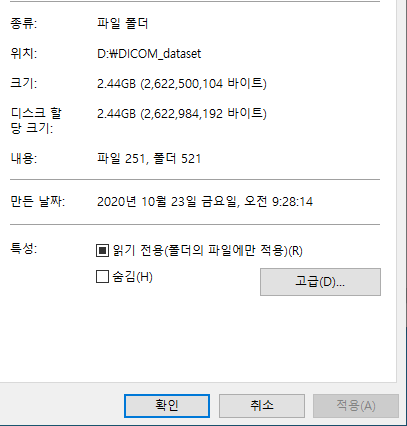 종류: 파일 폴더
위치: D:₩DICOM_dataset
크기: 2.44GB (2,622,500,104 바이트)
디스크 할 2.44GB (2,622,984,192 바이트)
당 크기:
내용: 파일 251, 폴더 521
만든 날짜: 2020년 10월 23일 금요일, 오전 9:28:14
특성: 읽기 전용(폴더의 파일에만 적용)(R)
숨김(H)
고급(D)...
확인 취소 적용(A)